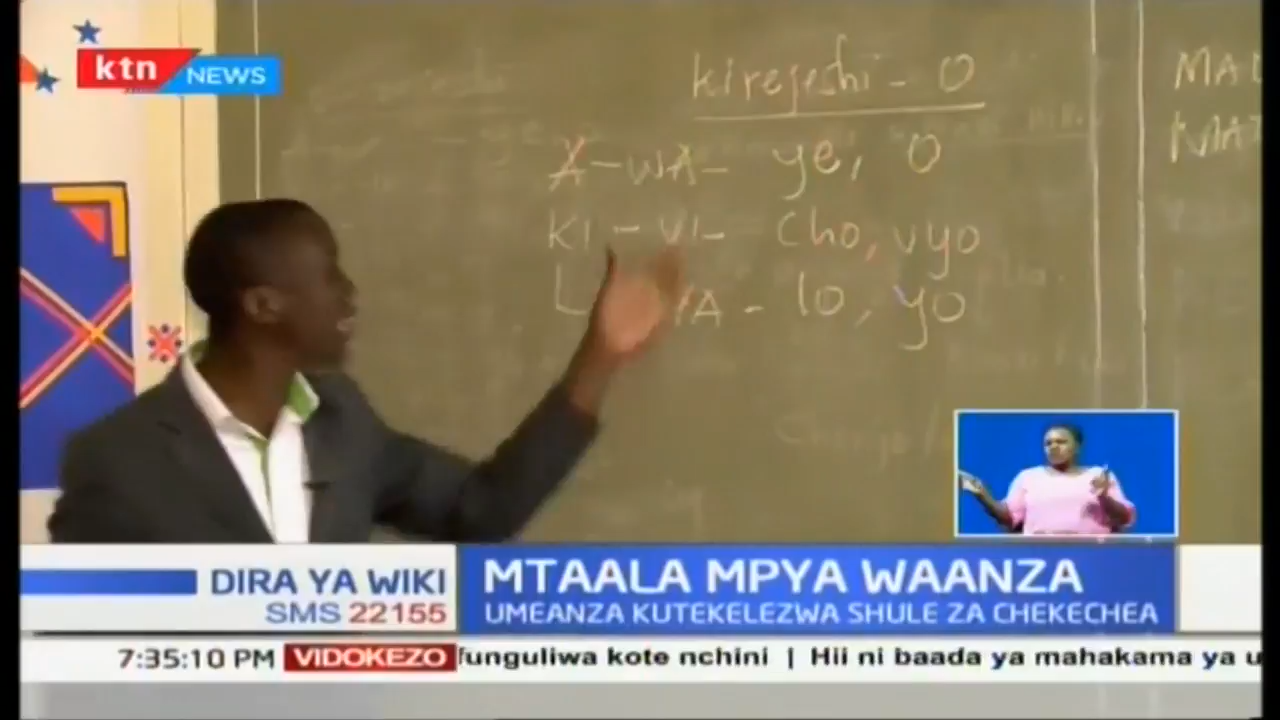 ktn NEWS
kirejeshi - O
MAD
MAT
A-WA- ye, O
KI-VI- Cho, vyo
YA - lo, yo
DIRA YA WIKI
SMS 22155
MTAALA MPYA WAANZA
UMEANZA KUTEKELEZWA SHULE ZA CHEKECHEA
7:35:10 PM VIDOKEZO funguliwa kote nchini | Hii ni baada ya mahakama ya u